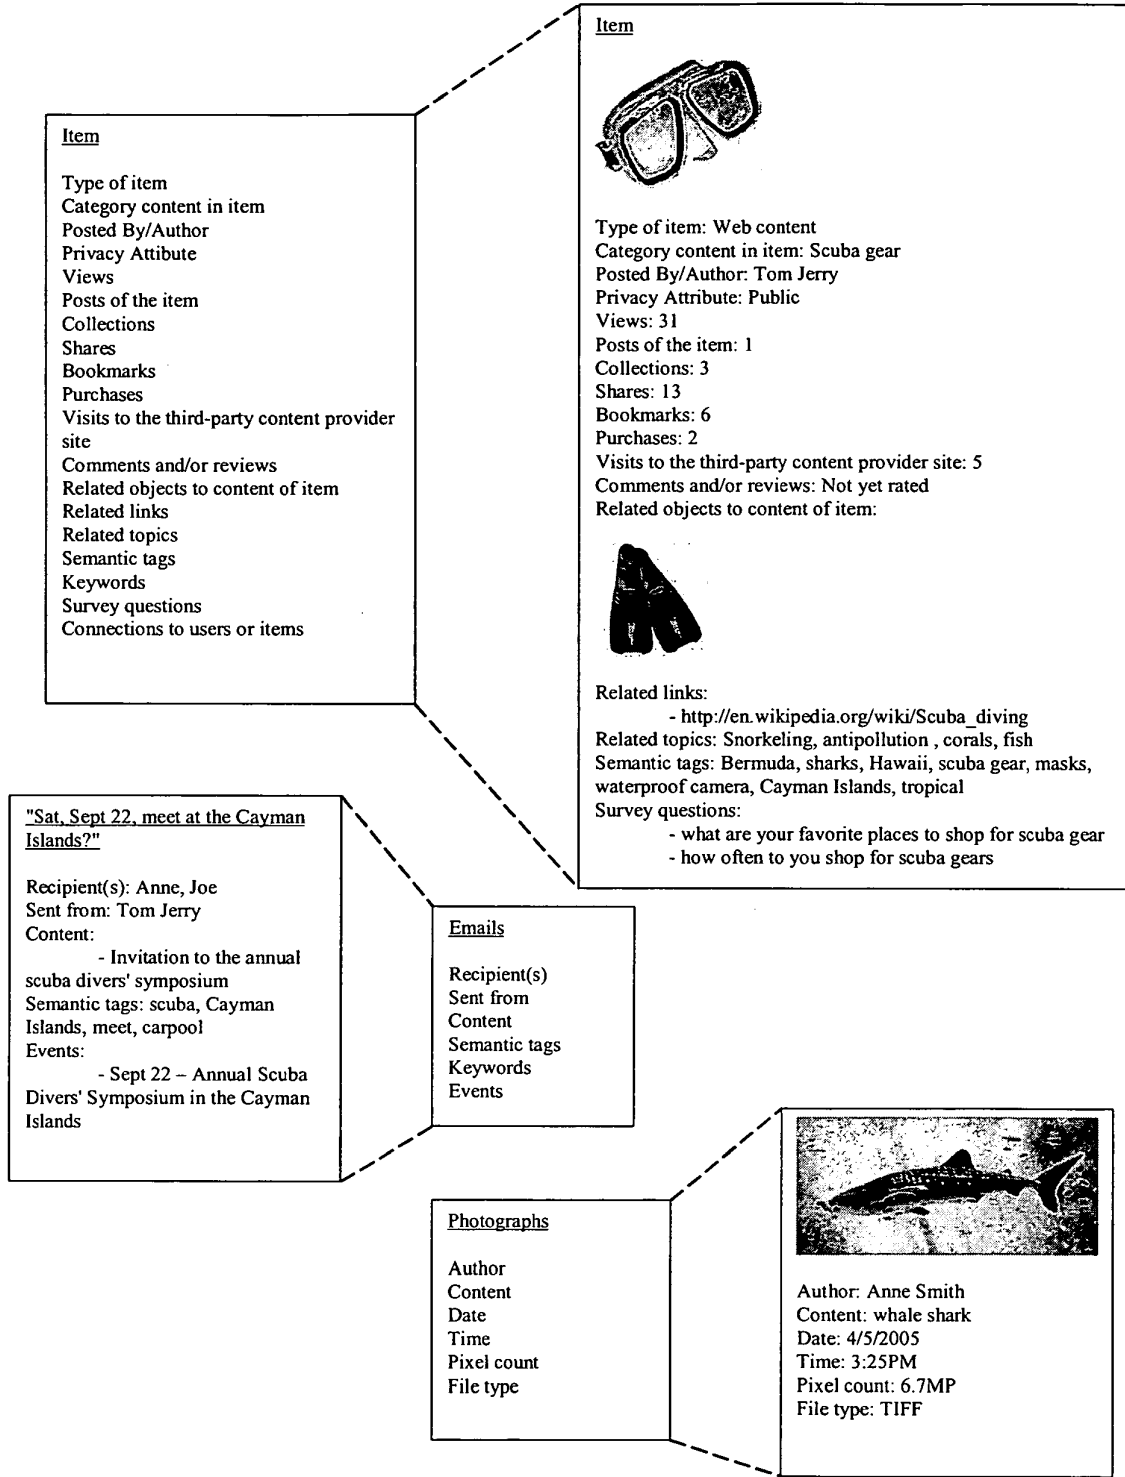 Item
Type of item
Category content in item
Posted By/Author
Privacy Attibute
Views
Posts of the item
Collections
Shares
Bookmarks
Purchases
Visits to the third-party content provider
site
Comments and/or reviews
Related objects to content of item
Related links
Related topics
Semantic tags
Keywords
Survey questions
Connections to users or items
Item
Type of item: Web content
Category content in item: Scuba gear
Posted By/Author: Tom Jerry
Privacy Attribute: Public
Views: 31
Posts of the item: 1
Collections: 3
Shares: 13
Bookmarks: 6
Purchases: 2
Visits to the third-party content provider site: 5
Comments and/or reviews: Not yet rated
Related objects to content of item:
Related links:
- http://en.wikipedia.org/wiki/Scuba_diving
Related topics: Snorkeling, antipollution , corals, fish
Semantic tags: Bermuda, sharks, Hawaii, scuba gear, masks,
waterproof camera, Cayman Islands, tropical
Survey questions:
- what are your favorite places to shop for scuba gear
- how often to you shop for scuba gears
"Sat, Sept 22, meet at the Cayman
Islands?"
Recipient(s): Anne, Joe
Sent from: Tom Jerry
Content:
- Invitation to the annual
scuba divers' symposium
Semantic tags: scuba, Cayman
Islands, meet, carpool
Events:
- Sept 22 – Annual Scuba
Divers' Symposium in the Cayman
Islands
Emails
Recipient(s)
Sent from
Content
Semantic tags
Keywords
Events
Photographs
Author
Content
Date
Time
Pixel count
File type
Author: Anne Smith
Content: whale shark
Date: 4/5/2005
Time: 3:25PM
Pixel count: 6.7MP
File type: TIFF